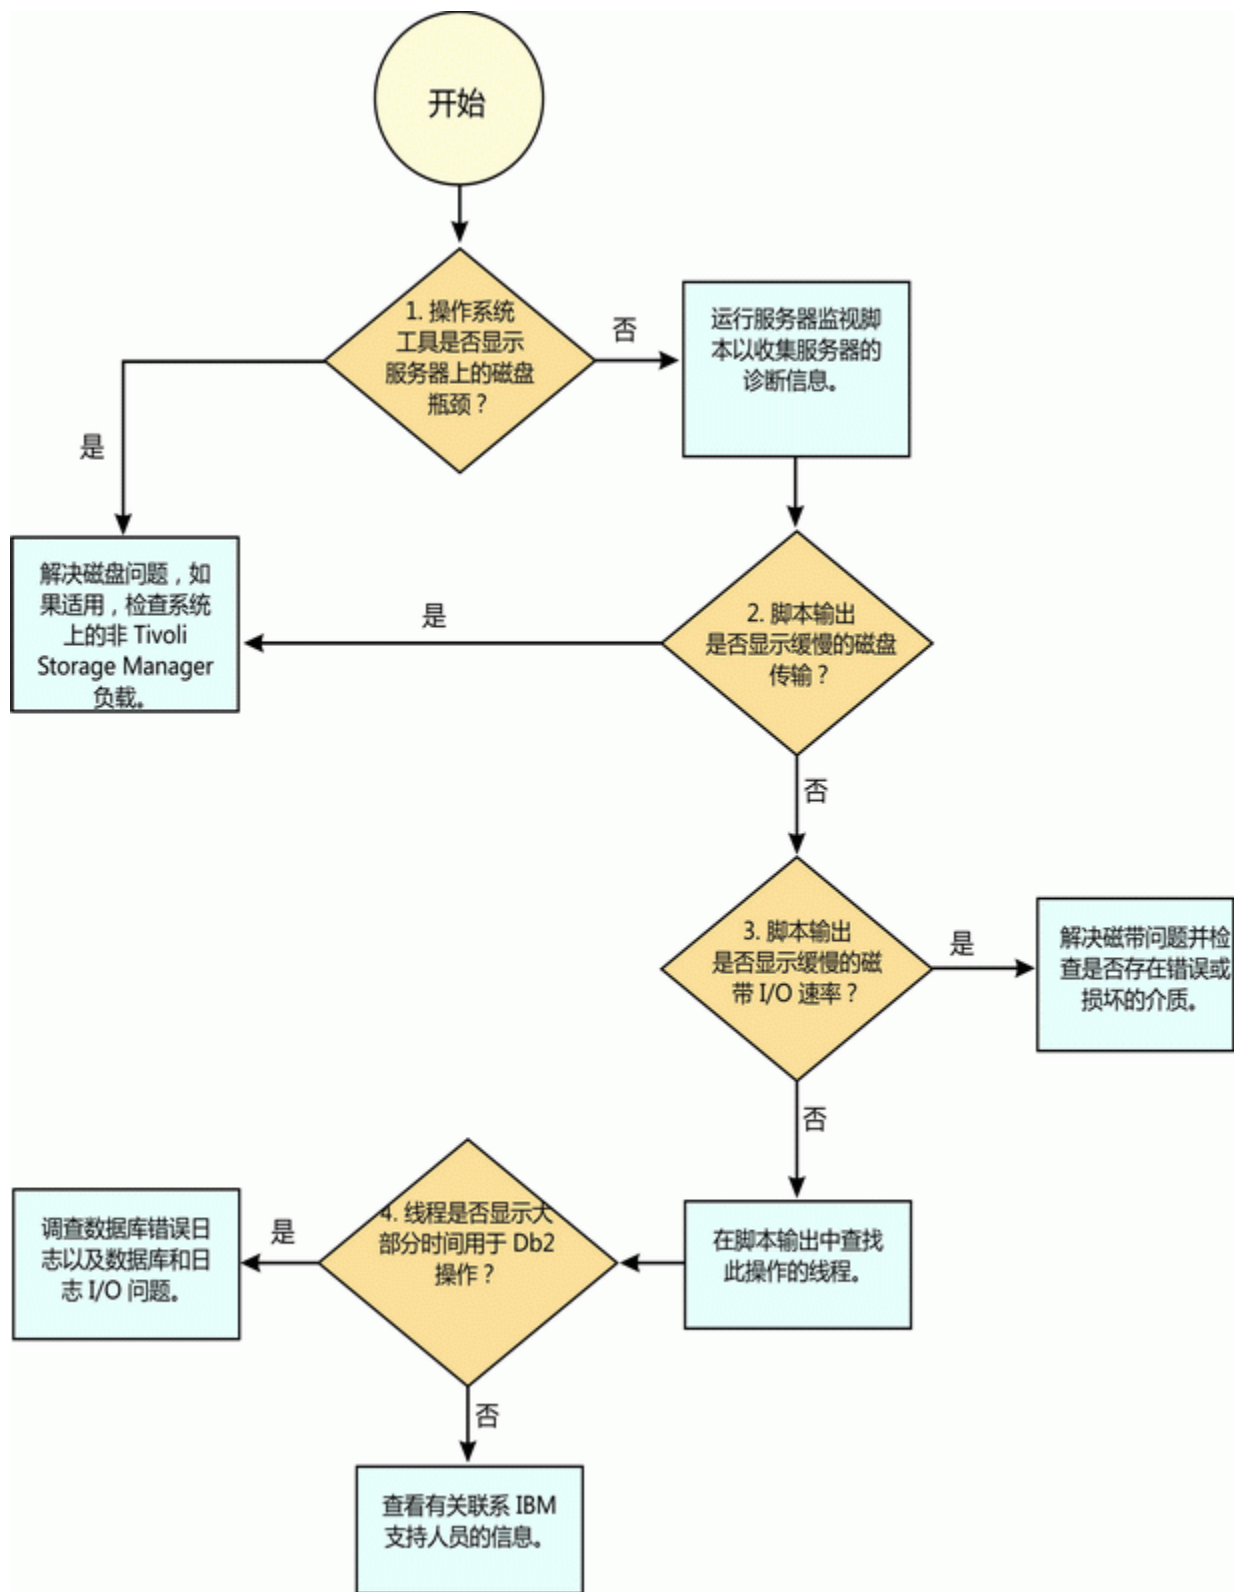 开始
1. 操作系统
工具是否显示
服务器上的磁盘
瓶颈？
否
运行服务器监视脚
本以收集服务器的
诊断信息。
是
解决磁盘问题，如
果适用，检查系统
上的非 Tivoli
Storage Manager
负载。
是
2. 脚本输出
是否显示缓慢的磁盘
传输？
否
3. 脚本输出
是否显示缓慢的磁
带 I/O 速率？
是
解决磁带问题并检
查是否存在错误或
损坏的介质。
否
在脚本输出中查找
此操作的线程。
4. 线程是否显示大
部分时间用于 Db2
操作？
是
调查数据库错误日
志以及数据库和日
志 I/O 问题。
否
查看有关联系 IBM
支持人员的信息。